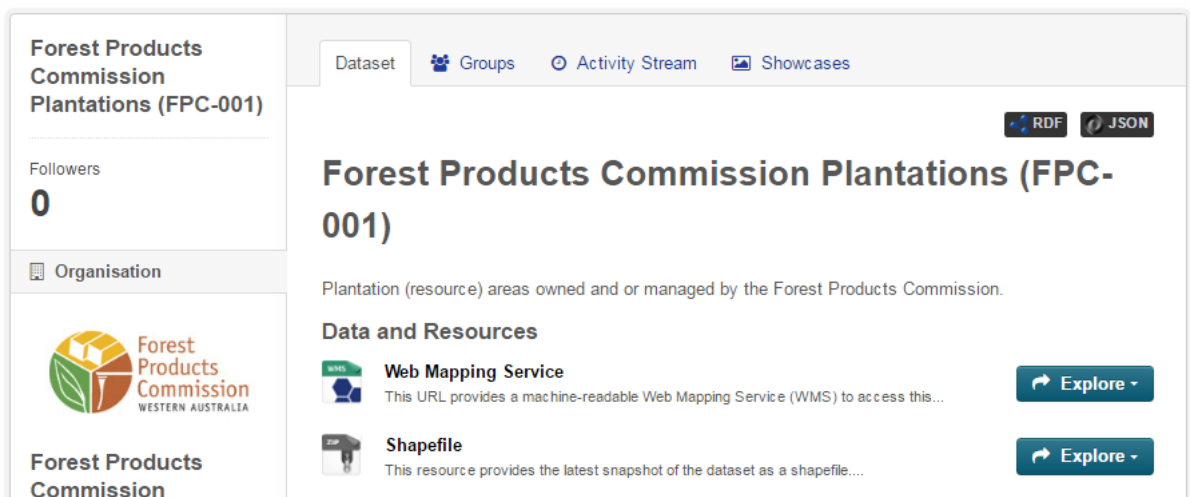 Forest Products
Commission
Plantations (FPC-001)
Followers
0
Organisation
Forest
Products
Commission
WESTERN AUSTRALIA
Forest Products
Commission
Dataset
Groups
Activity Stream
Showcases
RDF
JSON
Forest Products Commission Plantations (FPC-
001)
Plantation (resource) areas owned and or managed by the Forest Products Commission.
Data and Resources
WMS
Web Mapping Service
This URL provides a machine-readable Web Mapping Service (WMS) to access this...
Explore
ZIP
Shapefile
This resource provides the latest snapshot of the dataset as a shapefile....
Explore